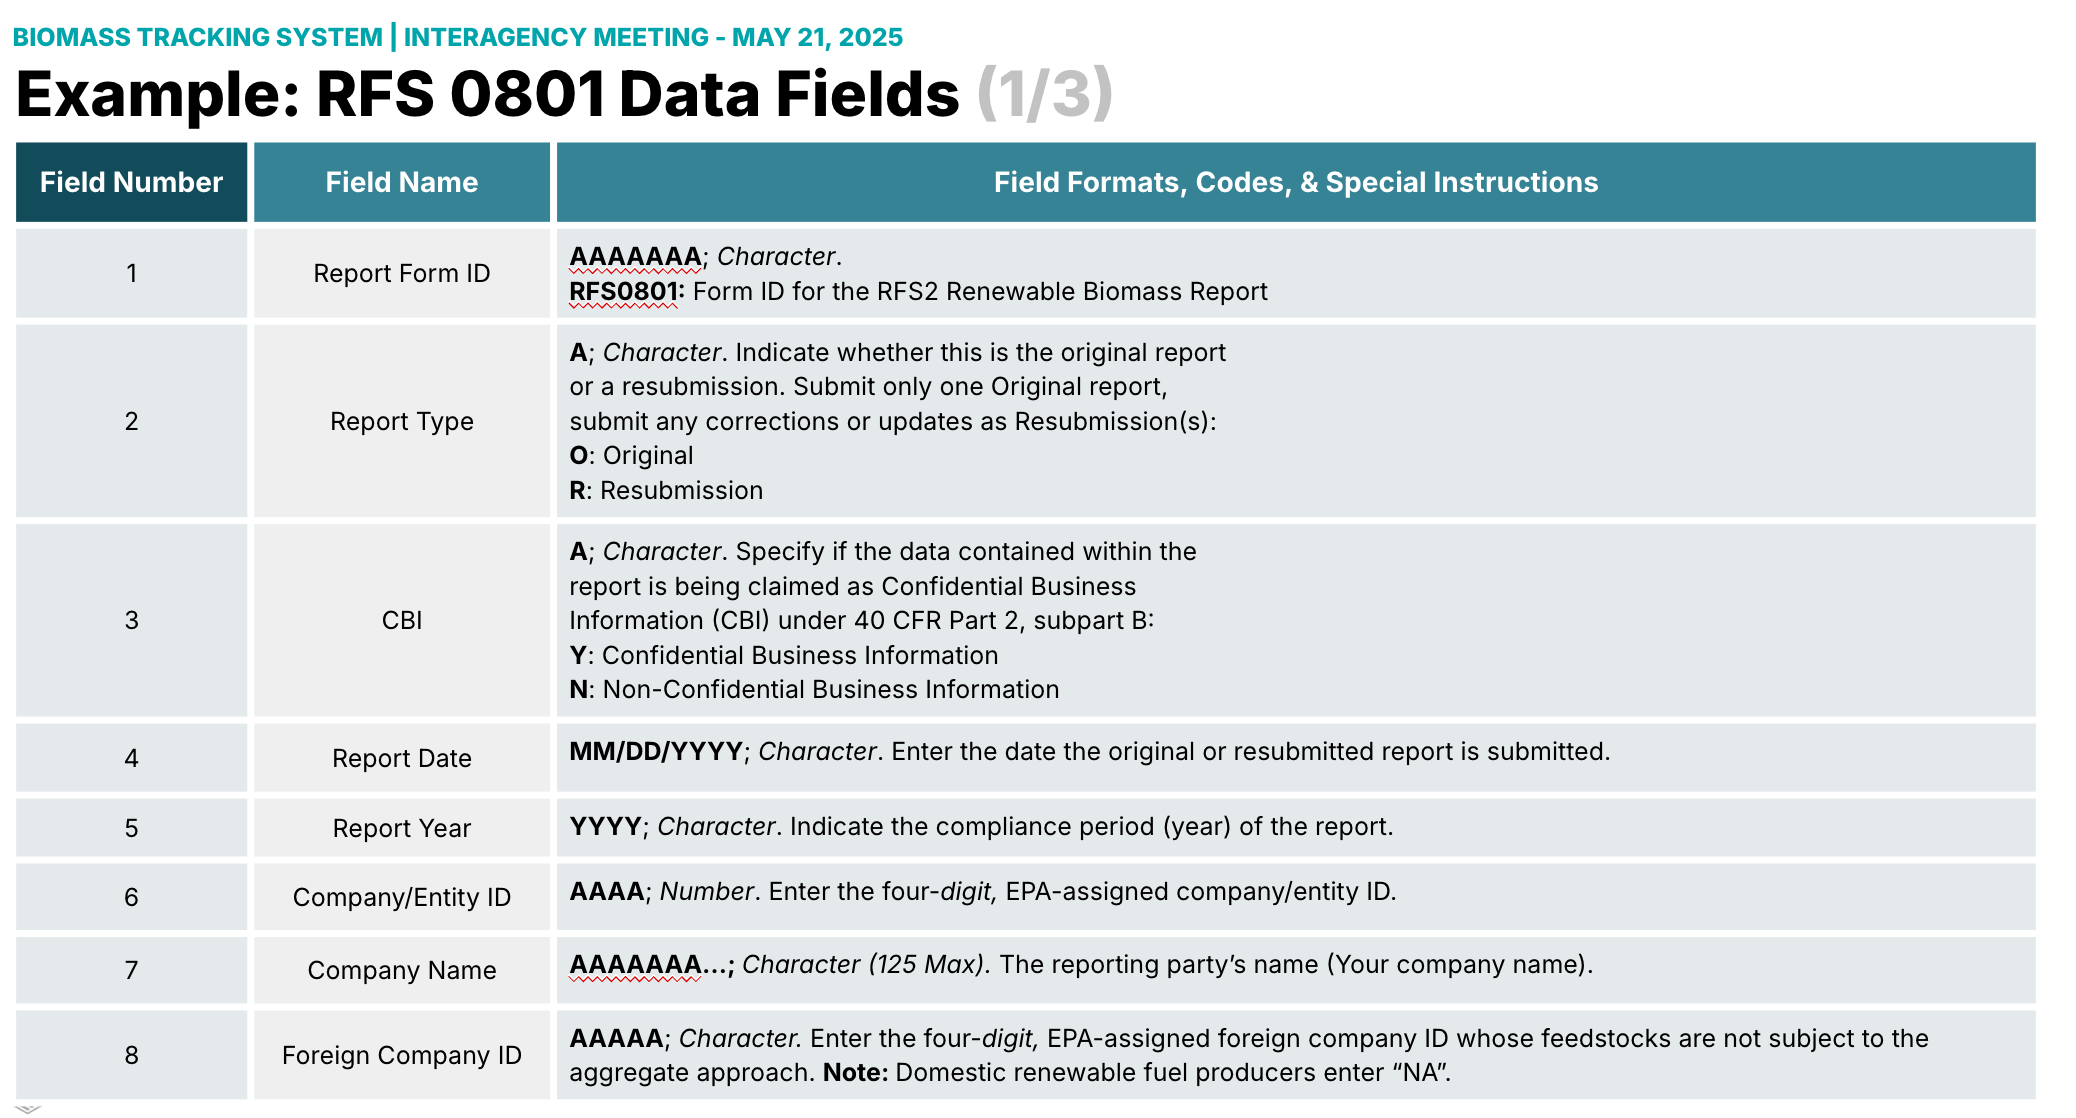 BIOMASS TRACKING SYSTEM | INTERAGENCY MEETING - MAY 21, 2025
Example: RFS 0801 Data Fields (1/3)
Field Number Field Name Field Formats, Codes, & Special Instructions
1 Report Form ID AAAAAAA; Character.
RFS0801: Form ID for the RFS2 Renewable Biomass Report
2 Report Type A; Character. Indicate whether this is the original report
or a resubmission. Submit only one Original report,
submit any corrections or updates as Resubmission(s):
O: Original
R: Resubmission
3 CBI A; Character. Specify if the data contained within the
report is being claimed as Confidential Business
Information (CBI) under 40 CFR Part 2, subpart B:
Y: Confidential Business Information
N: Non-Confidential Business Information
4 Report Date MM/DD/YYYY; Character. Enter the date the original or resubmitted report is submitted.
5 Report Year YYYY; Character. Indicate the compliance period (year) of the report.
6 Company/Entity ID AAAA; Number. Enter the four-digit, EPA-assigned company/entity ID.
7 Company Name AAAAAAA...; Character (125 Max). The reporting party’s name (Your company name).
8 Foreign Company ID AAAAA; Character. Enter the four-digit, EPA-assigned foreign company ID whose feedstocks are not subject to the
aggregate approach. Note: Domestic renewable fuel producers enter “NA”.